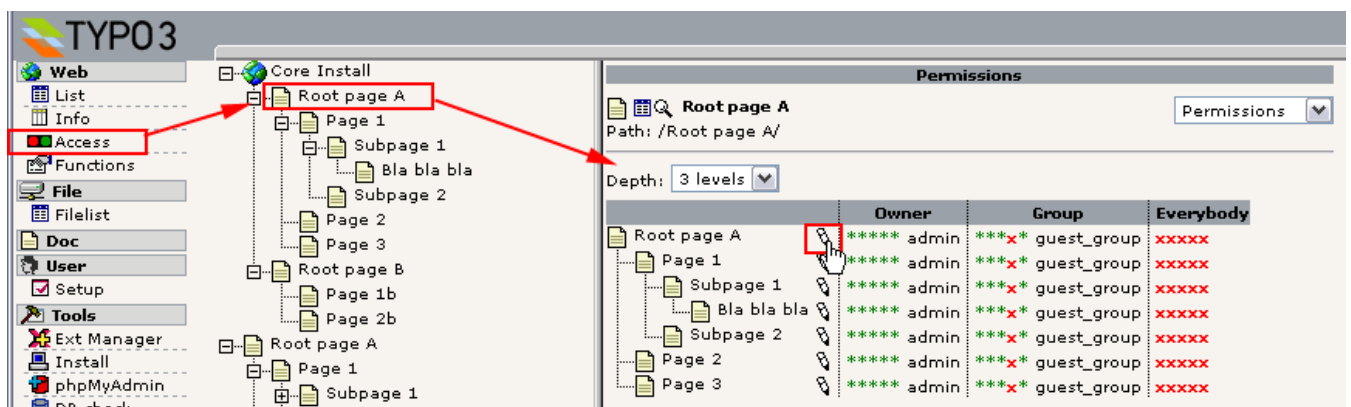 TYPO3
Web
List
Info
Access
Functions
File
Filelist
Doc
User
Setup
Tools
Ext Manager
Install
phpMyAdmin
DB check
Core Install
Root page A
Page 1
Subpage 1
Bla bla bla
Subpage 2
Page 2
Page 3
Root page B
Page 1b
Page 2b
Root page A
Page 1
Subpage 1
Permissions
Root page A
Permissions
Path: /Root page A/
Depth: 3 levels
Owner Group Everybody
Root page A ***** admin ***x* guest_group xxxxx
Page 1 ***** admin ***x* guest_group xxxxx
Subpage 1 ***** admin ***x* guest_group xxxxx
Bla bla bla ***** admin ***x* guest_group xxxxx
Subpage 2 ***** admin ***x* guest_group xxxxx
Page 2 ***** admin ***x* guest_group xxxxx
Page 3 ***** admin ***x* guest_group xxxxx